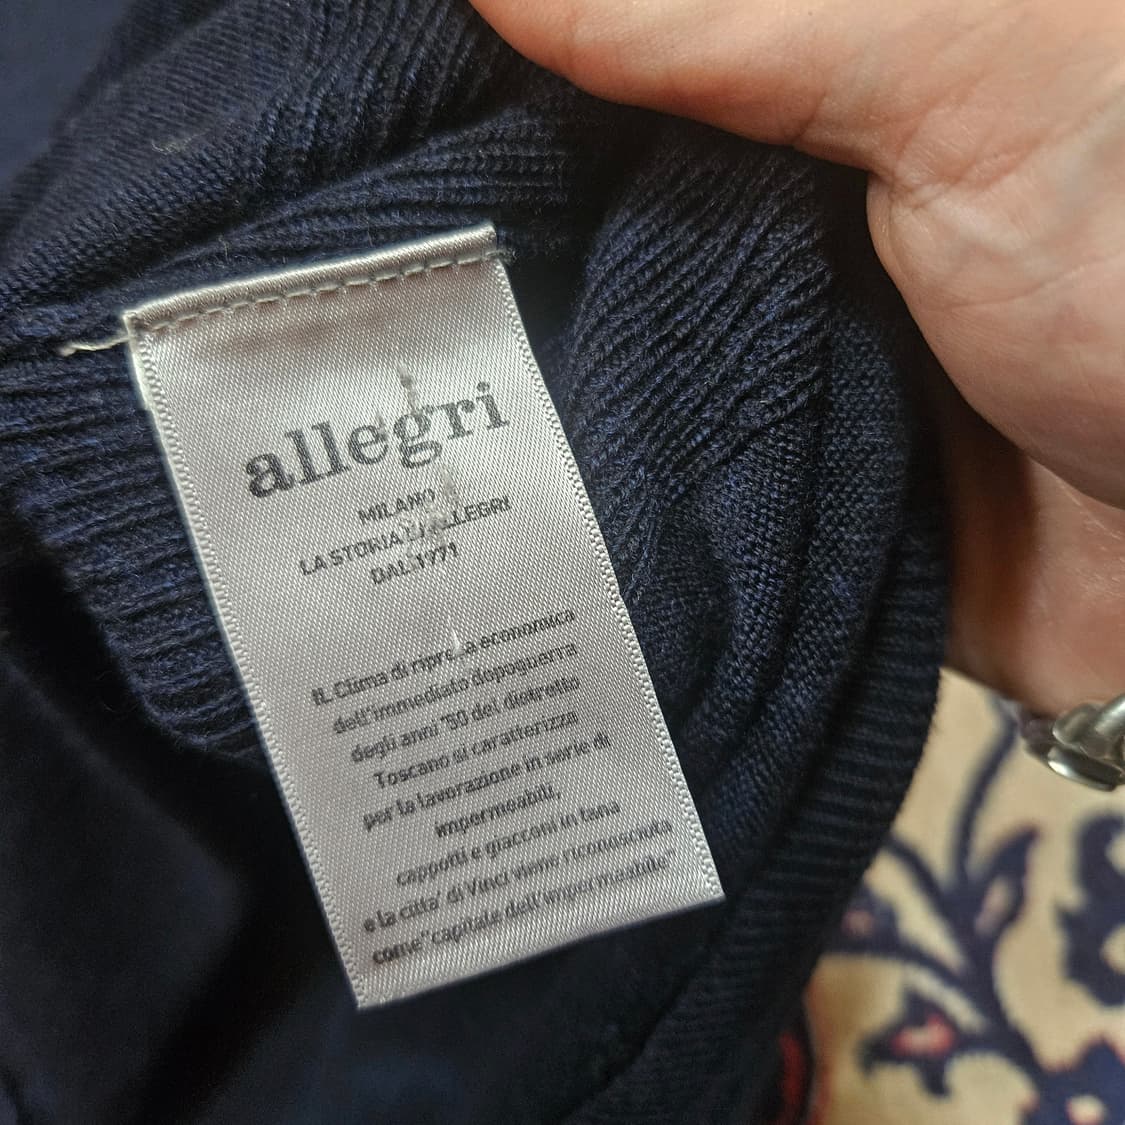 allegri
MILANO
LA STORIA DI ALLEGRI
DAL 1971
IL Clima di ripresa economica
dell'immediato dopoguerra
degli anni '50 del distretto
Toscano si caratterizza
per la lavorazione in serie di
impermeabili,
cappotti e giacconi in lana
e la citta' di Vinci viene riconosciuta
come "capitale dell'impermeabile"